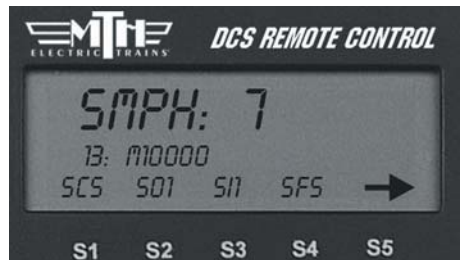 MTH DCS REMOTE CONTROL
ELECTRIC TRAINS
SMPH: 7
13: M10000
SCS SO1 SI1 SFS
S1 S2 S3 S4 S5